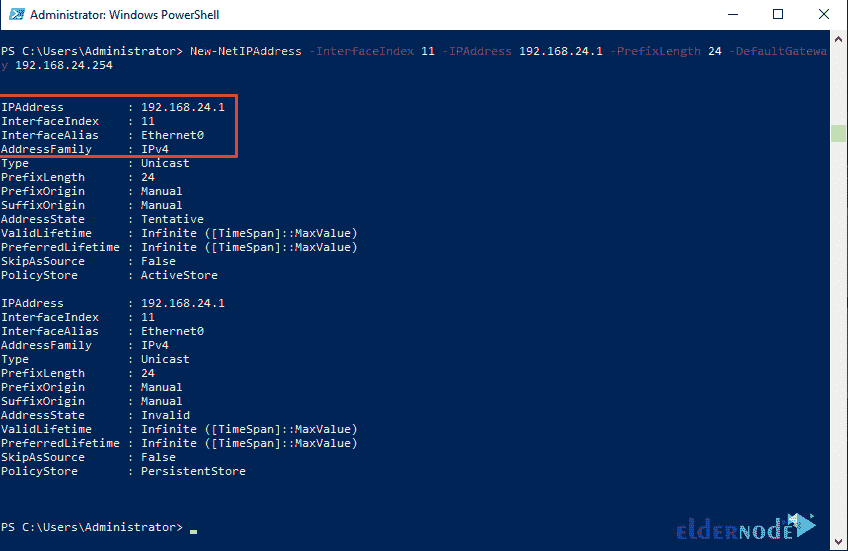 Administrator: Windows PowerShell
PS C:\Users\Administrator> New-NetIPAddress -InterfaceIndex 11 -IPAddress 192.168.24.1 -PrefixLength 24 -DefaultGatewa
y 192.168.24.254
IPAddress         : 192.168.24.1
InterfaceIndex    : 11
InterfaceAlias    : Ethernet0
AddressFamily     : IPv4
Type              : Unicast
PrefixLength      : 24
PrefixOrigin      : Manual
SuffixOrigin      : Manual
AddressState      : Tentative
ValidLifetime     : Infinite ([TimeSpan]::MaxValue)
PreferredLifetime : Infinite ([TimeSpan]::MaxValue)
SkipAsSource      : False
PolicyStore       : ActiveStore
IPAddress         : 192.168.24.1
InterfaceIndex    : 11
InterfaceAlias    : Ethernet0
AddressFamily     : IPv4
Type              : Unicast
PrefixLength      : 24
PrefixOrigin      : Manual
SuffixOrigin      : Manual
AddressState      : Invalid
ValidLifetime     : Infinite ([TimeSpan]::MaxValue)
PreferredLifetime : Infinite ([TimeSpan]::MaxValue)
SkipAsSource      : False
PolicyStore       : PersistentStore
PS C:\Users\Administrator> _
elderNode